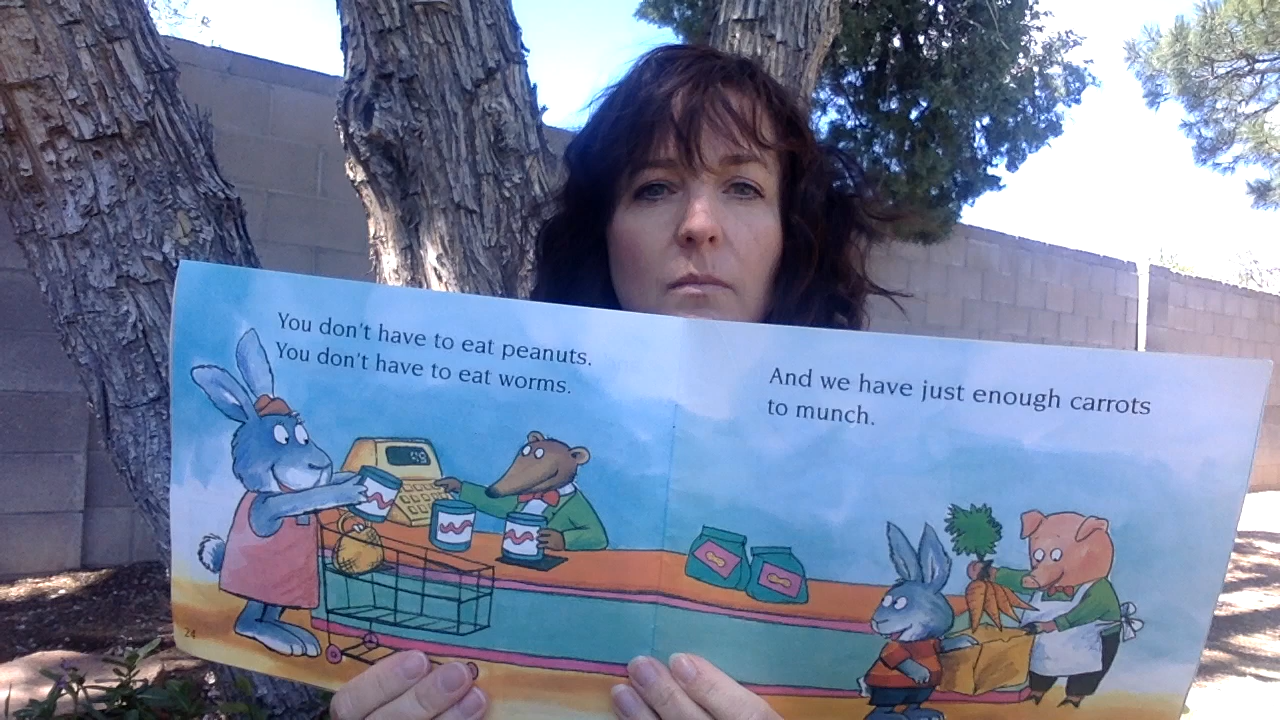 You don't have to eat peanuts.
You don't have to eat worms.
And we have just enough carrots
to munch.
59
24